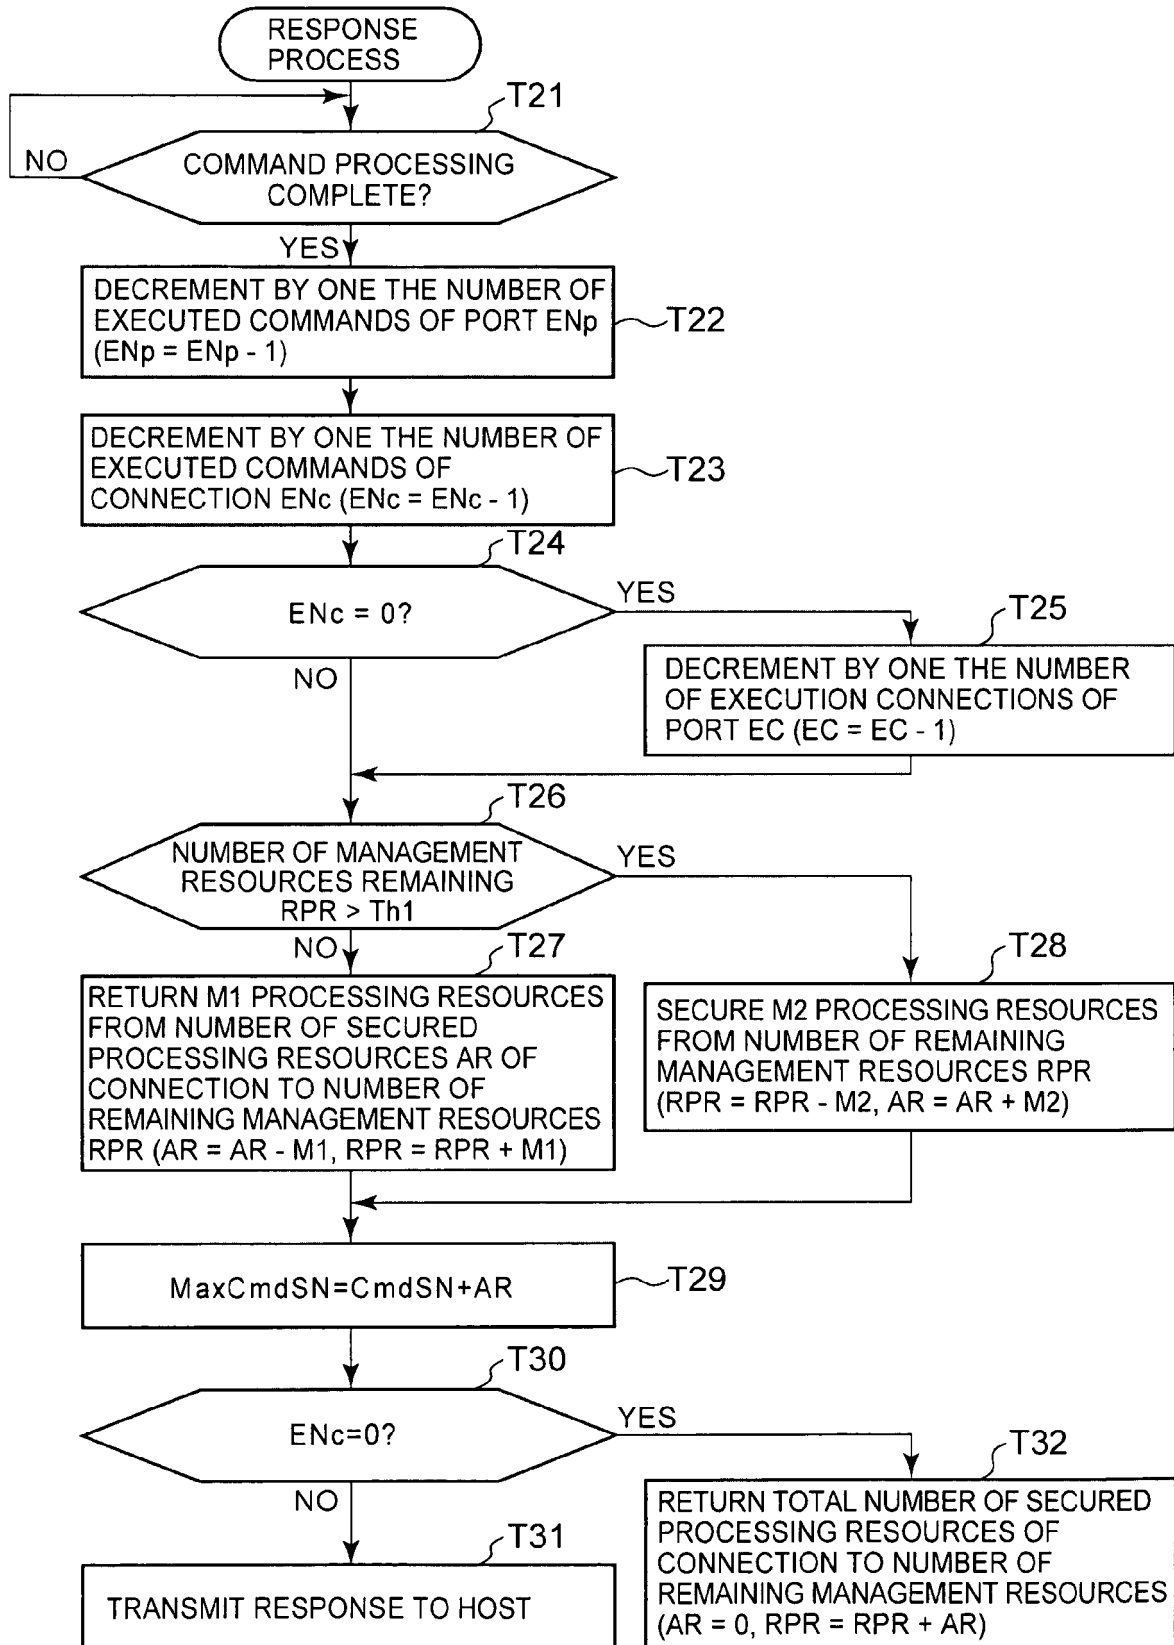 RESPONSE
PROCESS
T21
NO
COMMAND PROCESSING
COMPLETE?
YES
DECREMENT BY ONE THE NUMBER OF
EXECUTED COMMANDS OF PORT ENp
(ENp = ENp - 1)
T22
DECREMENT BY ONE THE NUMBER OF
EXECUTED COMMANDS OF
CONNECTION ENc (ENc = ENc - 1)
T23
T24
ENc = 0?
YES
NO
T25
DECREMENT BY ONE THE NUMBER
OF EXECUTION CONNECTIONS OF
PORT EC (EC = EC - 1)
T26
NUMBER OF MANAGEMENT
RESOURCES REMAINING
RPR > Th1
YES
NO
T27
RETURN M1 PROCESSING RESOURCES
FROM NUMBER OF SECURED
PROCESSING RESOURCES AR OF
CONNECTION TO NUMBER OF
REMAINING MANAGEMENT RESOURCES
RPR (AR = AR - M1, RPR = RPR + M1)
T28
SECURE M2 PROCESSING RESOURCES
FROM NUMBER OF REMAINING
MANAGEMENT RESOURCES RPR
(RPR = RPR - M2, AR = AR + M2)
MaxCmdSN=CmdSN+AR
T29
T30
ENc=0?
YES
NO
T31
TRANSMIT RESPONSE TO HOST
T32
RETURN TOTAL NUMBER OF SECURED
PROCESSING RESOURCES OF
CONNECTION TO NUMBER OF
REMAINING MANAGEMENT RESOURCES
(AR = 0, RPR = RPR + AR)